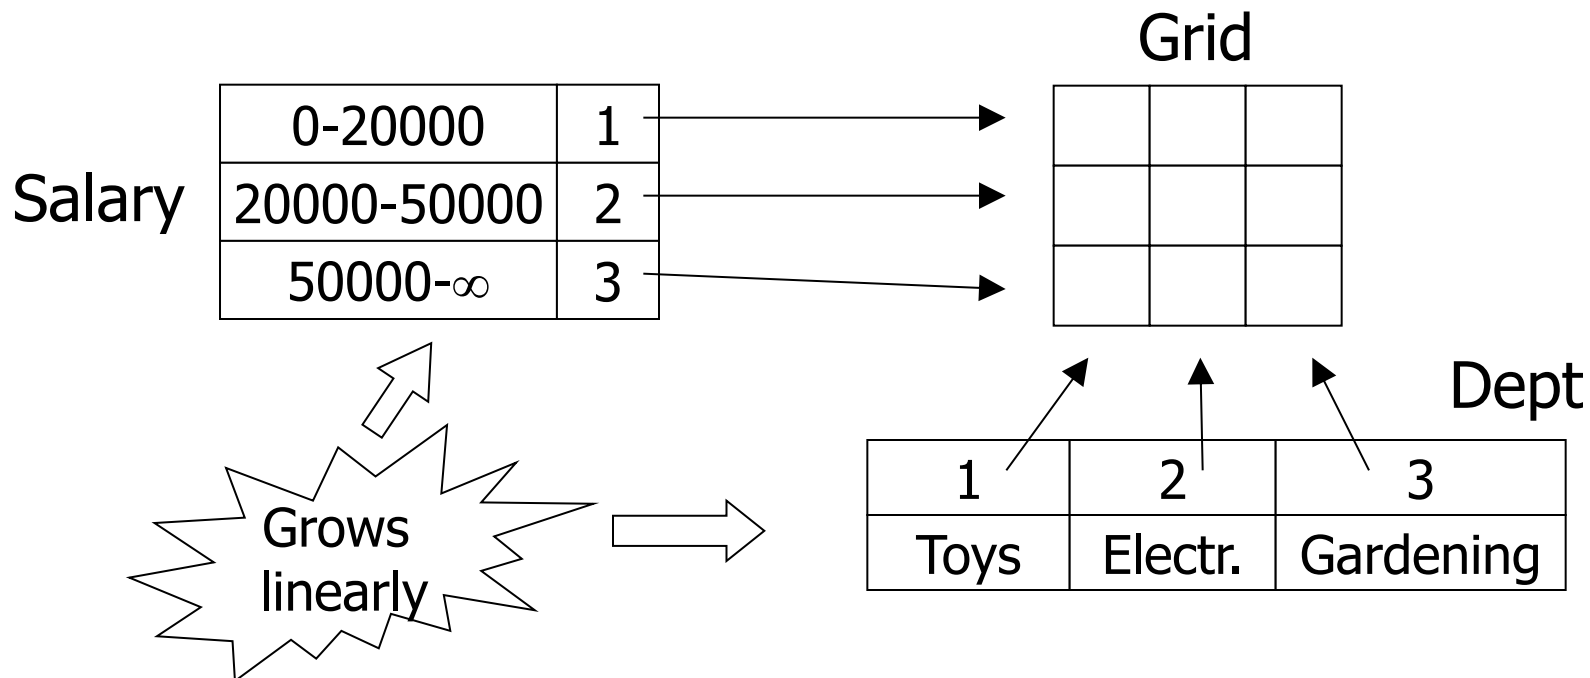 Grid
0-20000 1
Salary 20000-50000 2
50000-∞ 3
Dept
1 2 3
Toys Electr. Gardening
Grows
linearly